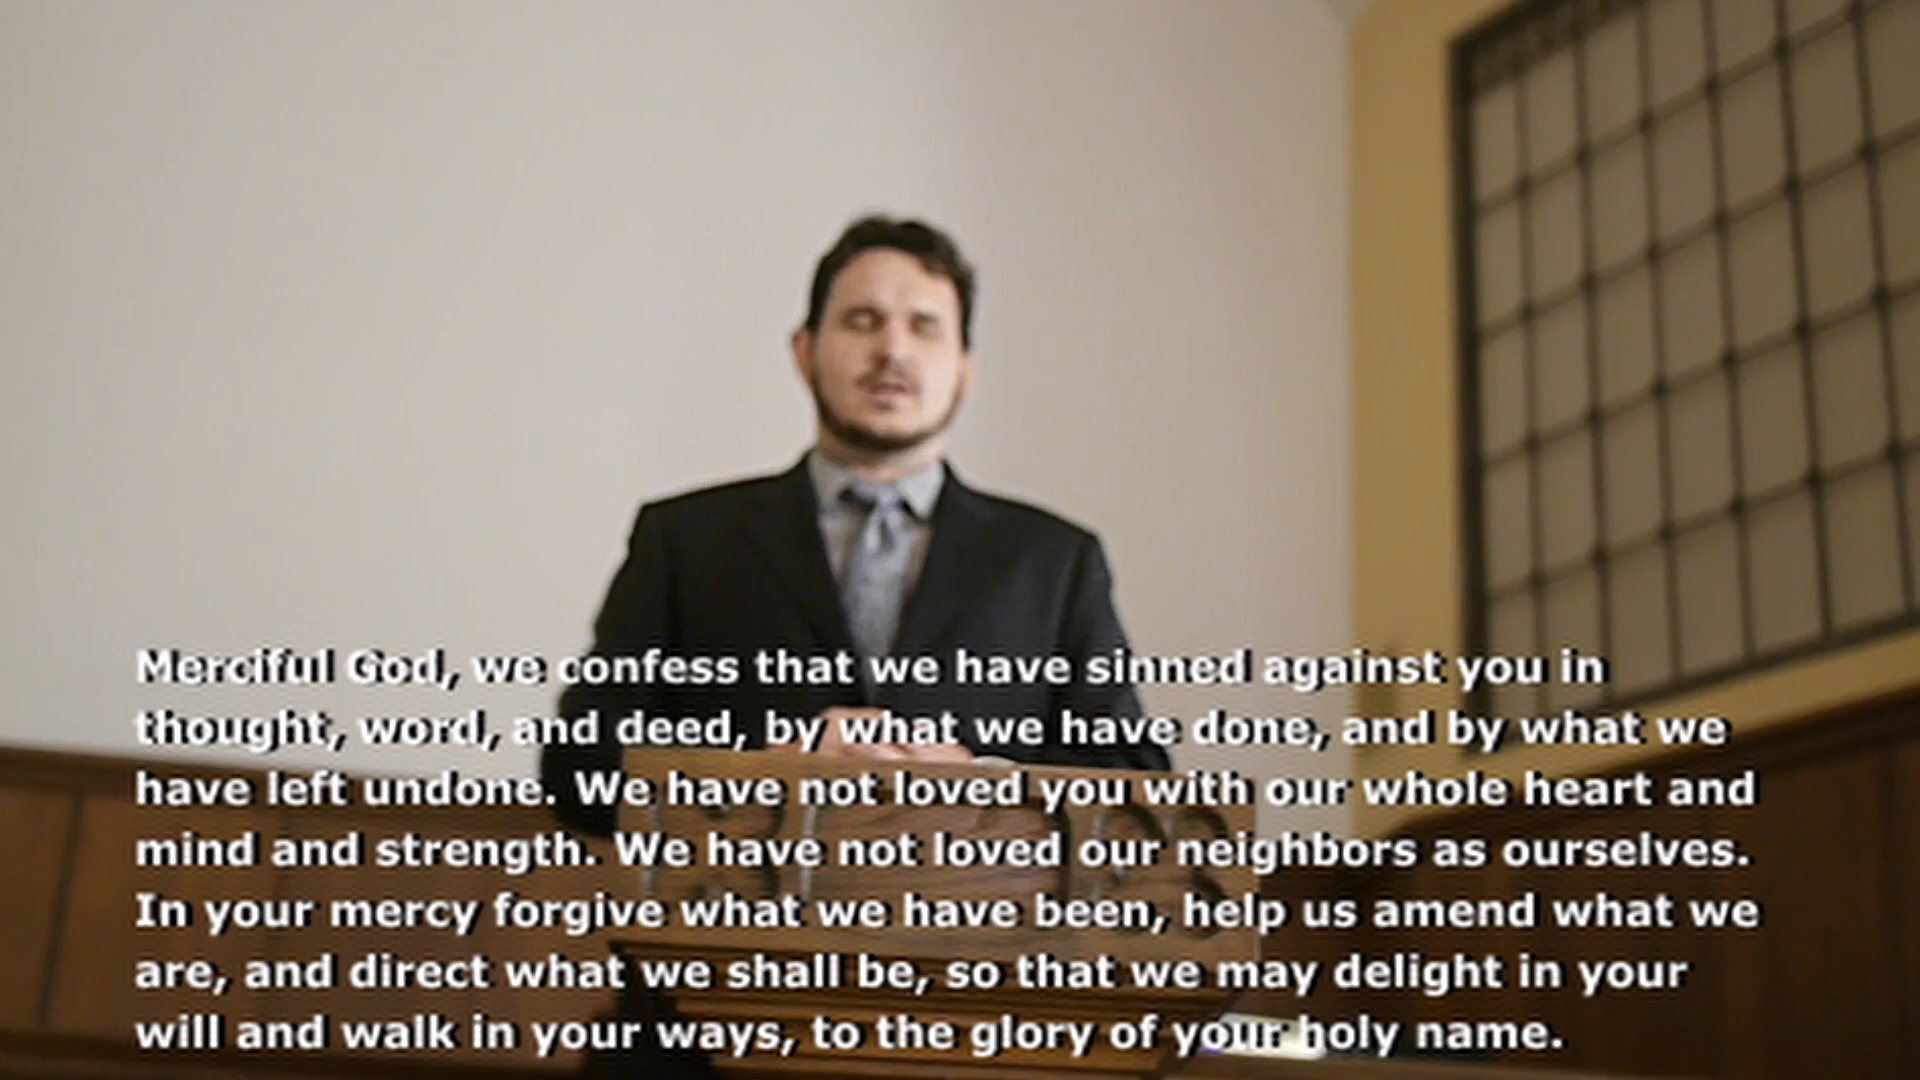 Merciful God, we confess that we have sinned against you in
thought, word, and deed, by what we have done, and by what we
have left undone. We have not loved you with our whole heart and
mind and strength. We have not loved our neighbors as ourselves.
In your mercy forgive what we have been, help us amend what we
are, and direct what we shall be, so that we may delight in your
will and walk in your ways, to the glory of your holy name.